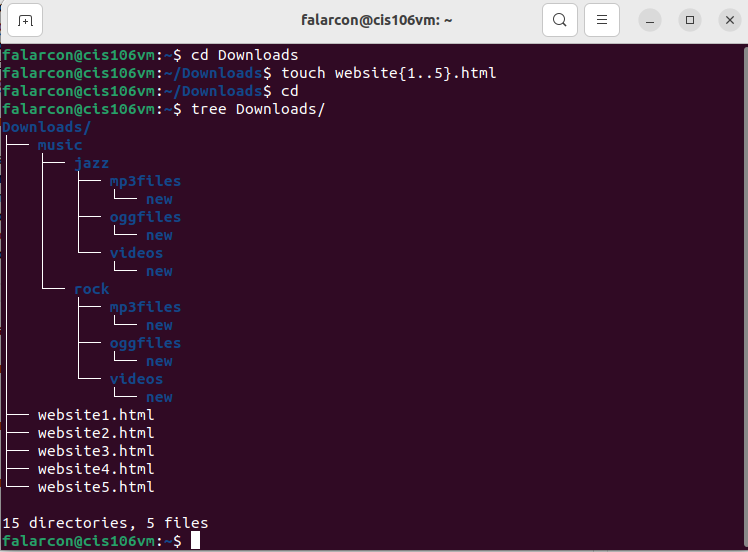 falarcon@cis106vm: ~
falarcon@cis106vm:~$ cd Downloads
falarcon@cis106vm:~/Downloads$ touch website{1..5}.html
falarcon@cis106vm:~/Downloads$ cd
falarcon@cis106vm:~$ tree Downloads/
Downloads/
├── music
│   ├── jazz
│   │   ├── mp3files
│   │   │   └── new
│   │   ├── oggfiles
│   │   │   └── new
│   │   └── videos
│   │       └── new
│   └── rock
│       ├── mp3files
│       │   └── new
│       ├── oggfiles
│       │   └── new
│       └── videos
│           └── new
├── website1.html
├── website2.html
├── website3.html
├── website4.html
└── website5.html
15 directories, 5 files
falarcon@cis106vm:~$